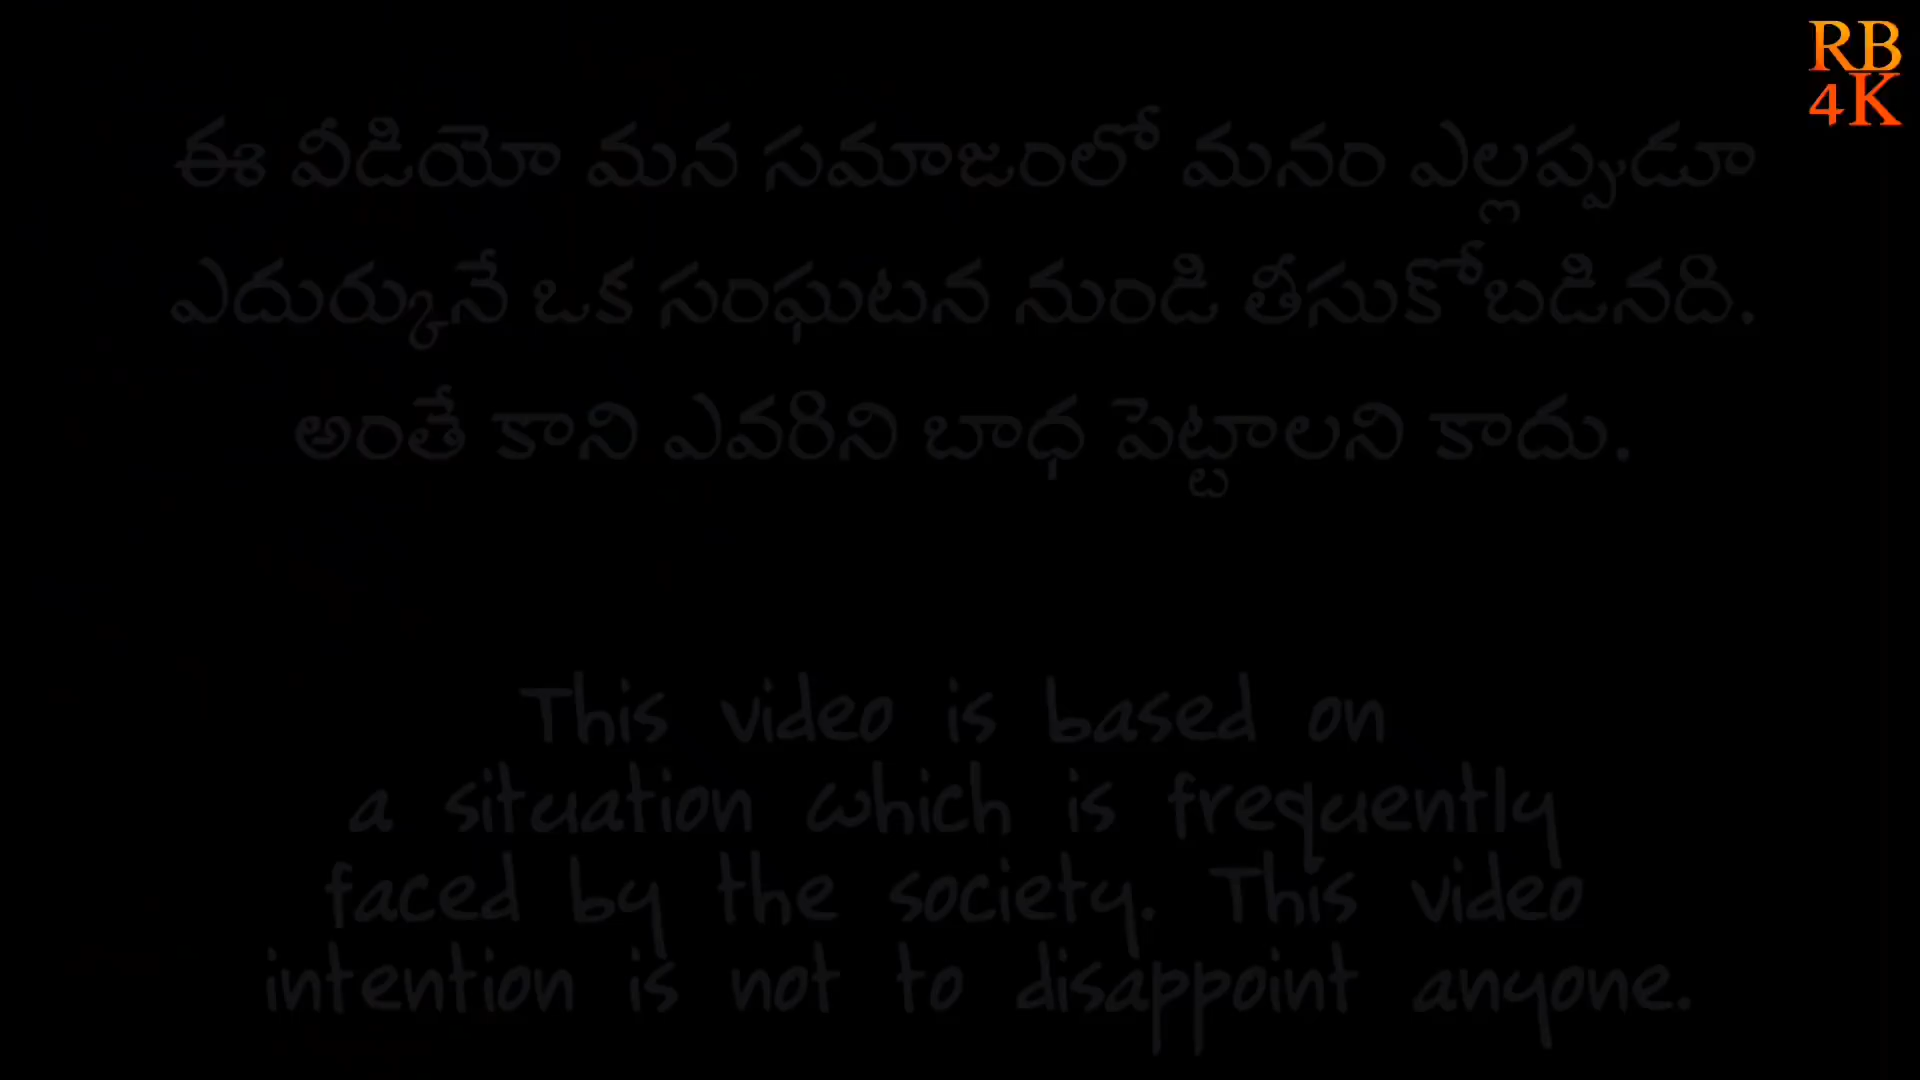 RB
4K
ఈ వీడియో మన సమాజంలో మనం ఎల్లప్పుడూ
ఎదుర్కునే ఒక సంఘటన నుండి తీసుకోబడినది.
అంతే కాని ఎవరిని బాధ పెట్టాలని కాదు.
This video is based on
a situation which is frequently
faced by the society. This video
intention is not to disappoint anyone.